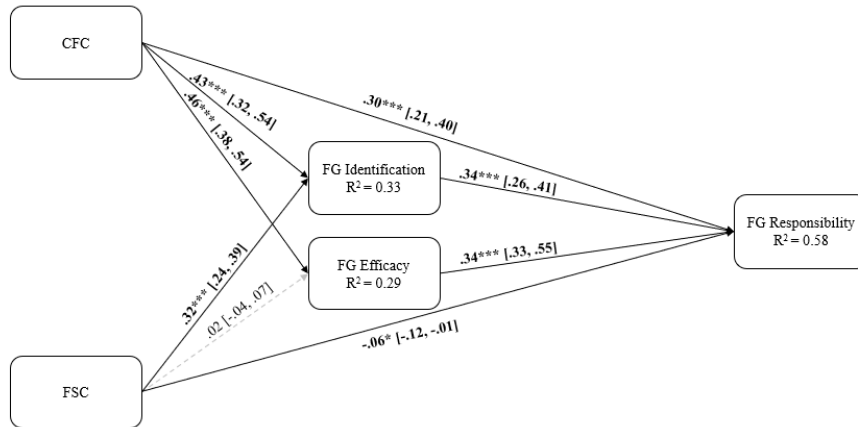 CFC
.43*** [.32, .54]
.46*** [.38, .54]
.30*** [.21, .40]
FG Identification
R² = 0.33
.34*** [.26, .41]
FG Responsibility
R² = 0.58
FG Efficacy
R² = 0.29
.34*** [.33, .55]
.32*** [.24, .39]
.02 [-.04, .07]
-.06* [-.12, -.01]
FSC